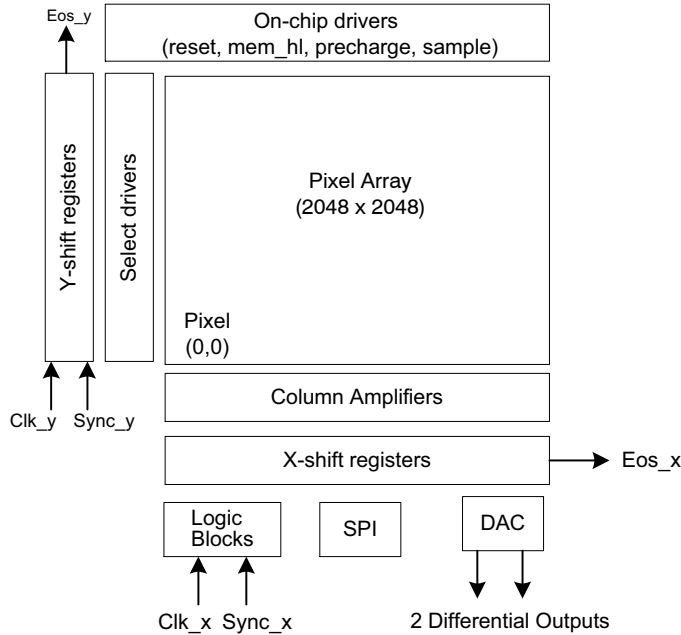 Eos_y
On-chip drivers
(reset, mem_hl, precharge, sample)
Y-shift registers
Select drivers
Pixel Array
(2048 x 2048)
Pixel
(0,0)
Clk_y
Sync_y
Column Amplifiers
X-shift registers
Eos_x
Logic
Blocks
SPI
DAC
Clk_x
Sync_x
2 Differential Outputs